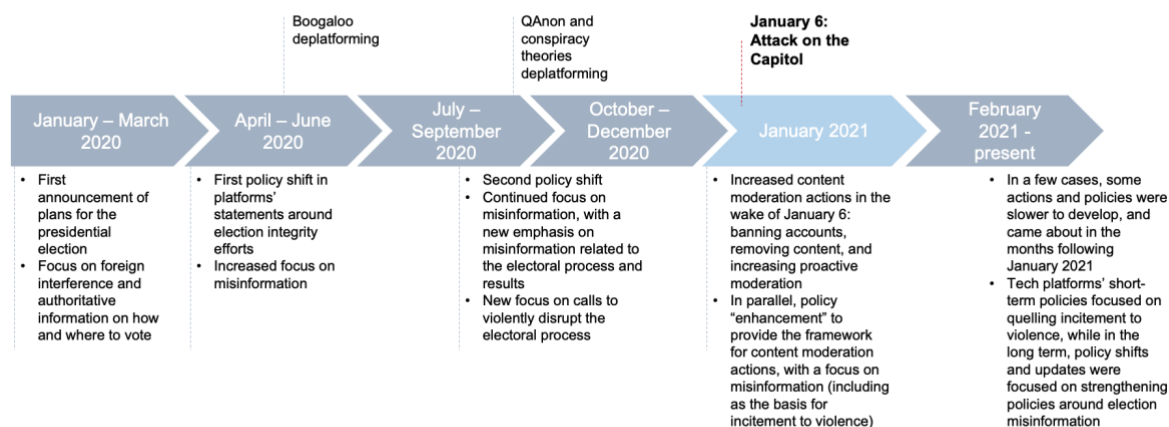 Boogaloo
deplatforming
QAnon and
conspiracy
theories
deplatforming
January 6:
Attack on the
Capitol
January – March
2020
April – June
2020
July –
September
2020
October –
December
2020
January 2021
February
2021 -
present
• First
announcement of
plans for the
presidential
election
• Focus on foreign
interference and
authoritative
information on how
and where to vote
• First policy shift in
platforms’
statements around
election integrity
efforts
• Increased focus on
misinformation
• Second policy shift
• Continued focus on
misinformation, with a
new emphasis on
misinformation related to
the electoral process and
results
• New focus on calls to
violently disrupt the
electoral process
• Increased content
moderation actions in the
wake of January 6:
banning accounts,
removing content, and
increasing proactive
moderation
• In parallel, policy
“enhancement” to
provide the framework
for content moderation
actions, with a focus on
misinformation (including
as the basis for
incitement to violence)
• In a few cases, some
actions and policies were
slower to develop, and
came about in the
months following
January 2021
• Tech platforms’ short-
term policies focused on
quelling incitement to
violence, while in the
long term, policy shifts
and updates were
focused on strengthening
policies around election
misinformation